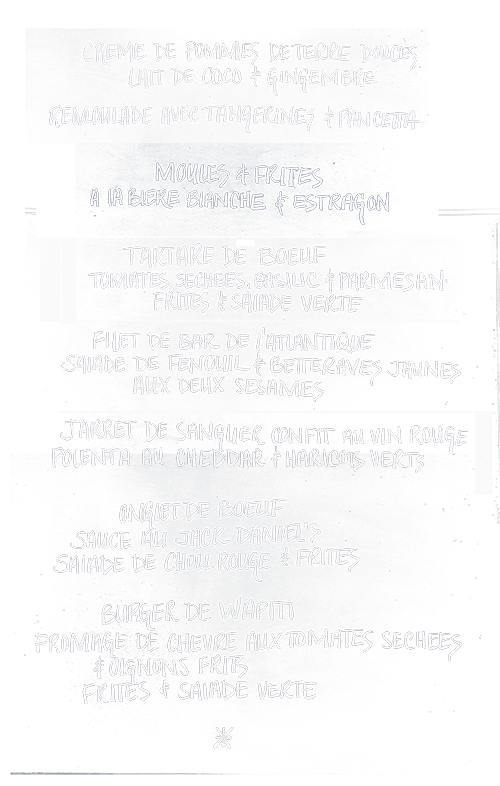 CREME DE POMMES DE TERRE DOUCES
LAIT DE COCO & GINGEMBRE
REMOULADE AVEC TANGERINES & PANCETTA
MOULES & FRITES
A LA BIERE BLANCHE & ESTRAGON
TARTARE DE BOEUF
TOMATES SECHEES, BASILIC & PARMESAN
FRITES & SALADE VERTE
FILET DE BAR DE L'ATLANTIQUE
SALADE DE FENOUIL & BETTERAVES JAUNES
AUX DEUX SESAMES
JARRET DE SANGLIER CONFIT AU VIN ROUGE
POLENTA AU CHEDDAR & HARICOTS VERTS
ONGLET DE BOEUF
SAUCE AU JACK DANIEL'S
SALADE DE CHOU ROUGE & FRITES
BURGER DE WAPITI
FROMAGE DE CHEVRE AUX TOMATES SECHEES
& OIGNONS FRITS
FRITES & SALADE VERTE